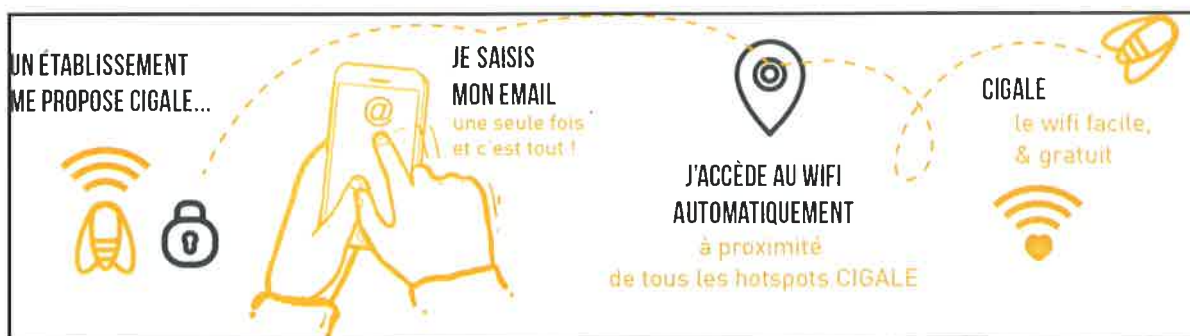 UN ÉTABLISSEMENT
ME PROPOSE CIGALE...
@
JE SAISIS
MON EMAIL
une seule fois
et c'est tout !
J'ACCÈDE AU WIFI
AUTOMATIQUEMENT
à proximité
de tous les hotspots CIGALE
CIGALE
le wifi facile,
& gratuit